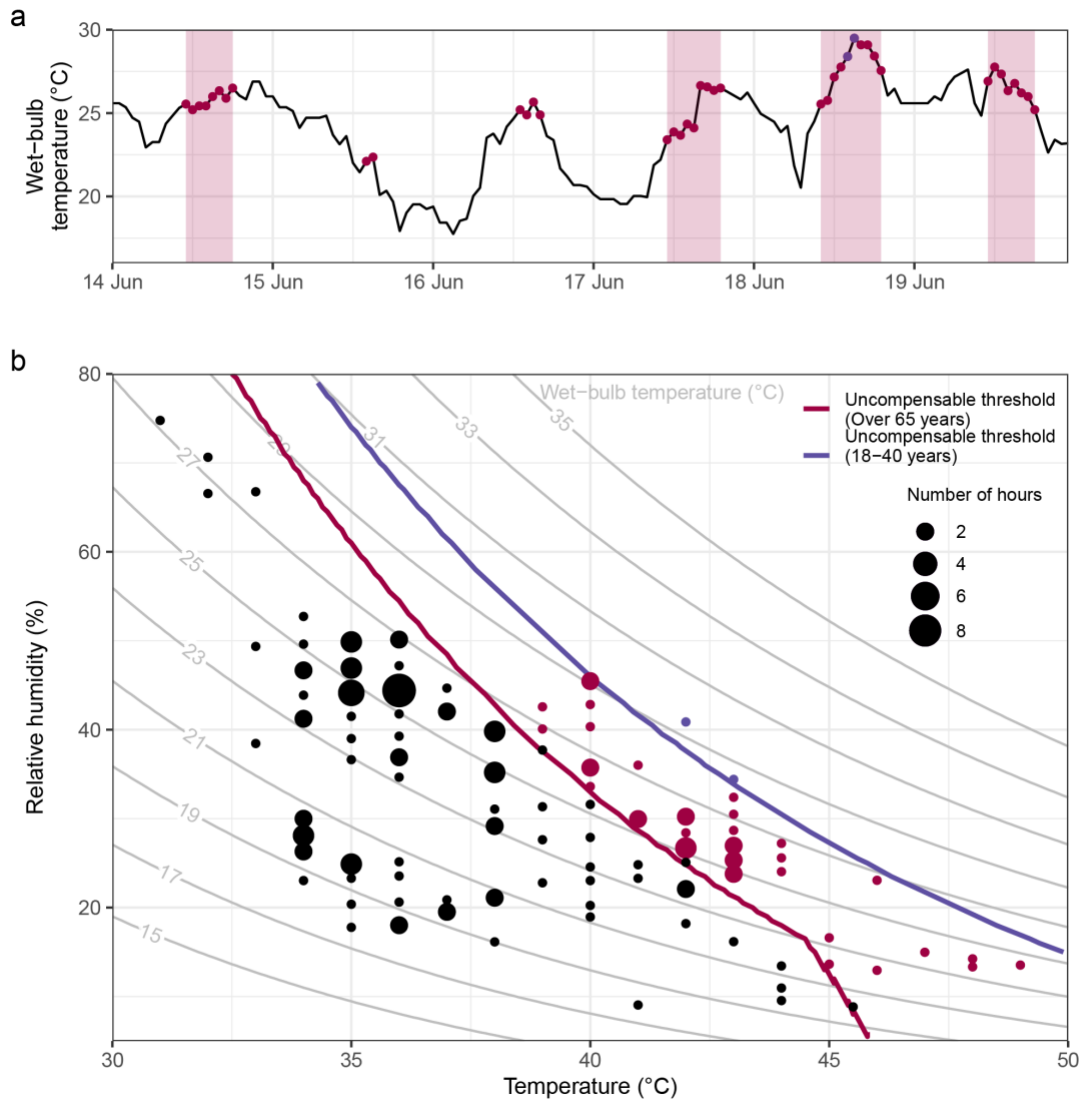 a
30
25
20
Wet−bulb
temperature (°C)
14 Jun
15 Jun
16 Jun
17 Jun
18 Jun
19 Jun
b
80
60
40
20
Relative humidity (%)
Wet−bulb temperature (°C)
35
33
31
29
27
25
23
21
19
17
15
Uncompensable threshold
(Over 65 years)
Uncompensable threshold
(18−40 years)
Number of hours
2
4
6
8
30
35
40
45
50
Temperature (°C)